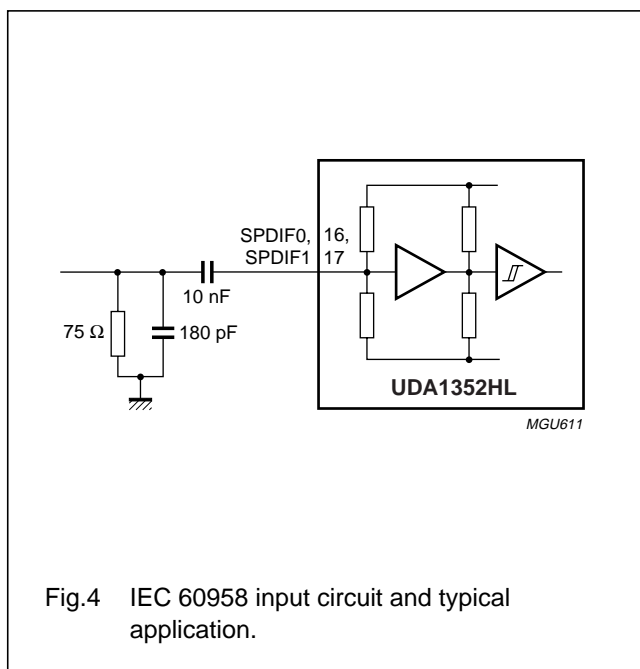 SPDIF0, 16,
SPDIF1 17
10 nF
75 Ω
180 pF
UDA1352HL
MGU611
Fig.4 IEC 60958 input circuit and typical
application.